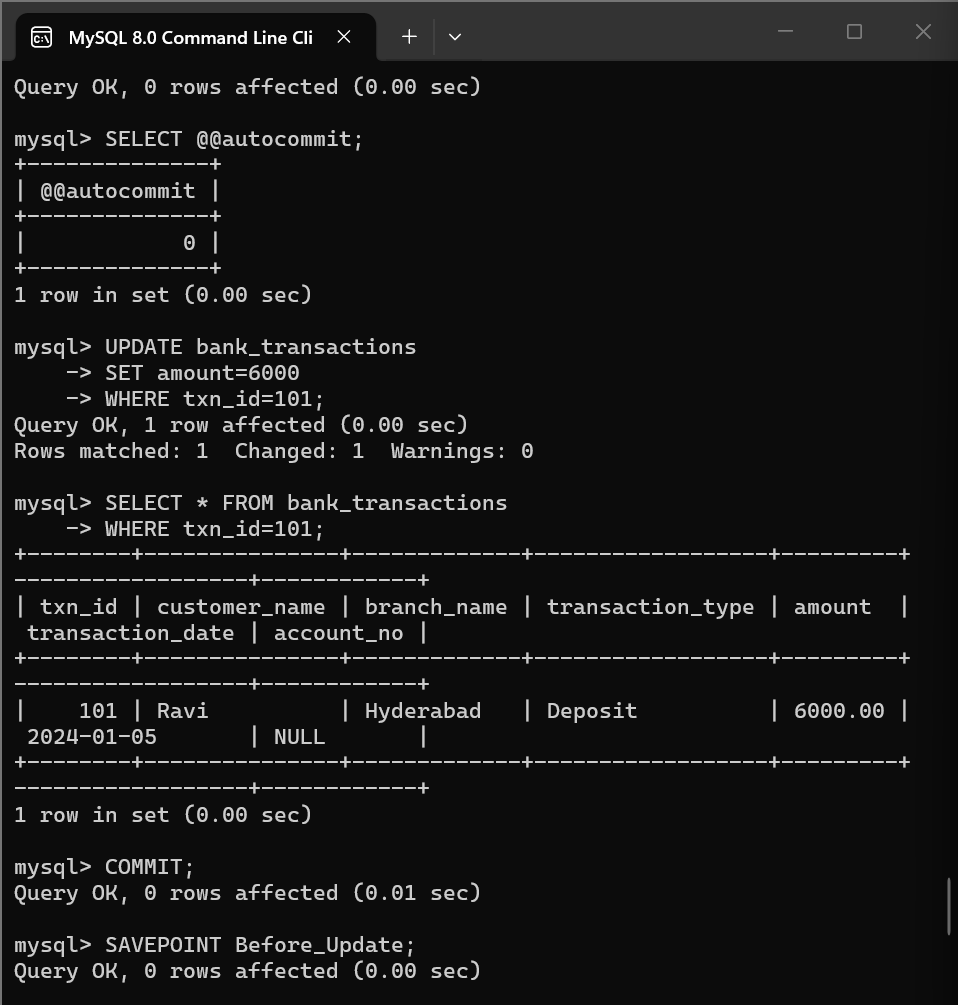 MySQL 8.0 Command Line Cli
Query OK, 0 rows affected (0.00 sec)
mysql> SELECT @@autocommit;
+--------------+
| @@autocommit |
+--------------+
|            0 |
+--------------+
1 row in set (0.00 sec)
mysql> UPDATE bank_transactions
    -> SET amount=6000
    -> WHERE txn_id=101;
Query OK, 1 row affected (0.00 sec)
Rows matched: 1  Changed: 1  Warnings: 0
mysql> SELECT * FROM bank_transactions
    -> WHERE txn_id=101;
+--------+---------------+-------------+------------------+---------+
------------------+------------+
| txn_id | customer_name | branch_name | transaction_type | amount  |
 transaction_date | account_no |
+--------+---------------+-------------+------------------+---------+
------------------+------------+
|    101 | Ravi          | Hyderabad   | Deposit          | 6000.00 |
 2024-01-05       | NULL       |
+--------+---------------+-------------+------------------+---------+
------------------+------------+
1 row in set (0.00 sec)
mysql> COMMIT;
Query OK, 0 rows affected (0.01 sec)
mysql> SAVEPOINT Before_Update;
Query OK, 0 rows affected (0.00 sec)